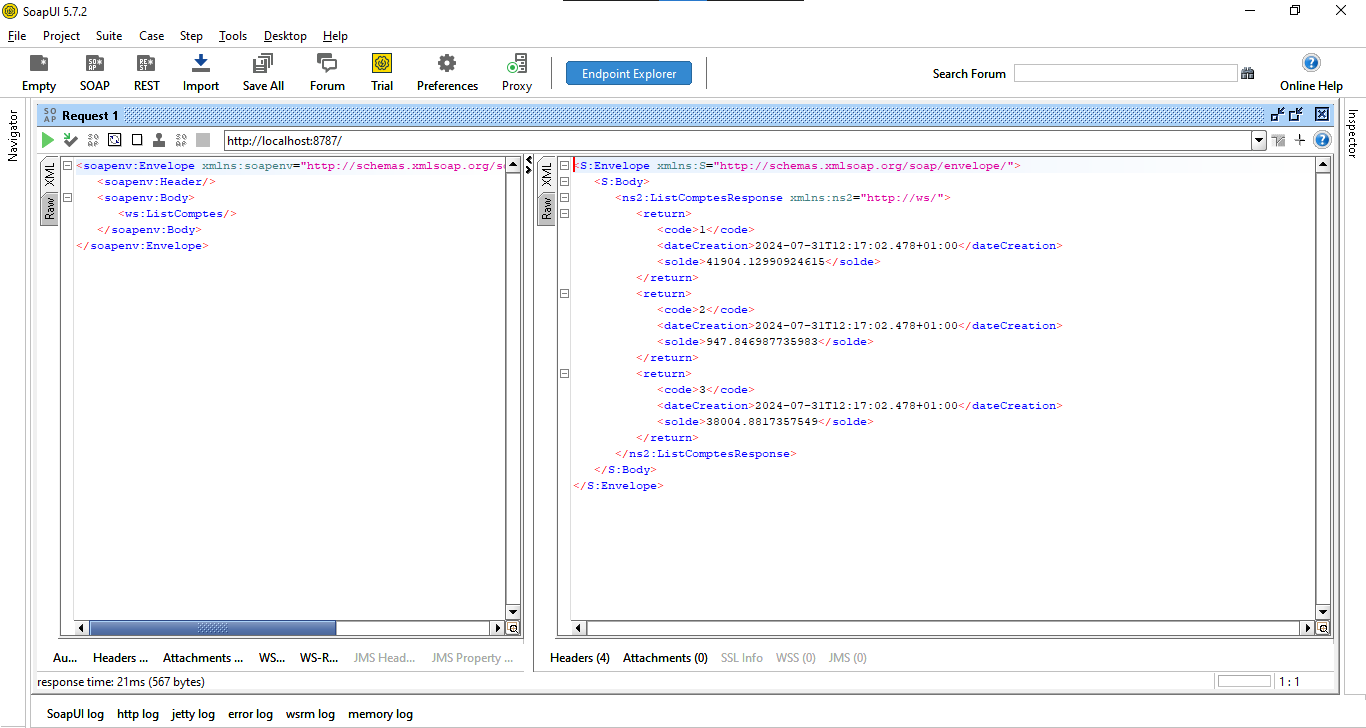 SoapUI 5.7.2
File Project Suite Case Step Tools Desktop Help
Empty SOAP REST Import Save All Forum Trial Preferences Proxy Endpoint Explorer Search Forum Online Help
Navigator
Inspector
SO AP Request 1
http://localhost:8787/
XML
Raw
<soapenv:Envelope xmlns:soapenv="http://schemas.xmlsoap.org/so
<soapenv:Header/>
<soapenv:Body>
<ws:ListComptes/>
</soapenv:Body>
</soapenv:Envelope>
XML
Raw
<S:Envelope xmlns:S="http://schemas.xmlsoap.org/soap/envelope/">
<S:Body>
<ns2:ListComptesResponse xmlns:ns2="http://ws/">
<return>
<code>1</code>
<dateCreation>2024-07-31T12:17:02.478+01:00</dateCreation>
<solde>41904.12990924615</solde>
</return>
<return>
<code>2</code>
<dateCreation>2024-07-31T12:17:02.478+01:00</dateCreation>
<solde>947.846987735983</solde>
</return>
<return>
<code>3</code>
<dateCreation>2024-07-31T12:17:02.478+01:00</dateCreation>
<solde>38004.8817357549</solde>
</return>
</ns2:ListComptesResponse>
</S:Body>
</S:Envelope>
Au... Headers ... Attachments ... WS... WS-R... JMS Head... JMS Property ...
Headers (4) Attachments (0) SSL Info WSS (0) JMS (0)
response time: 21ms (567 bytes)
1 : 1
SoapUI log http log jetty log error log wsrm log memory log